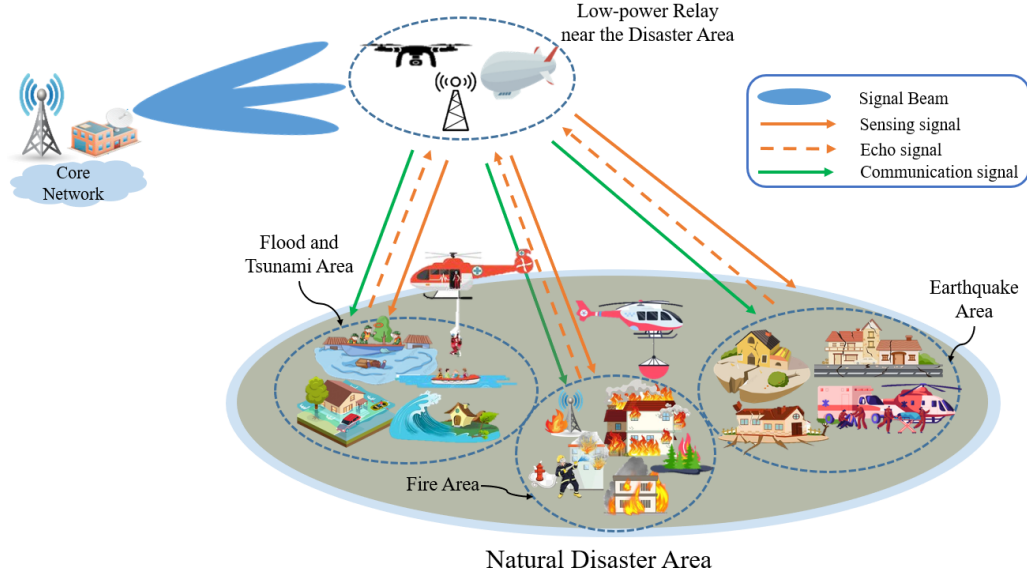 Low-power Relay
near the Disaster Area
Signal Beam
Sensing signal
Echo signal
Communication signal
Core
Network
Flood and
Tsunami Area
Earthquake
Area
Fire Area
Natural Disaster Area